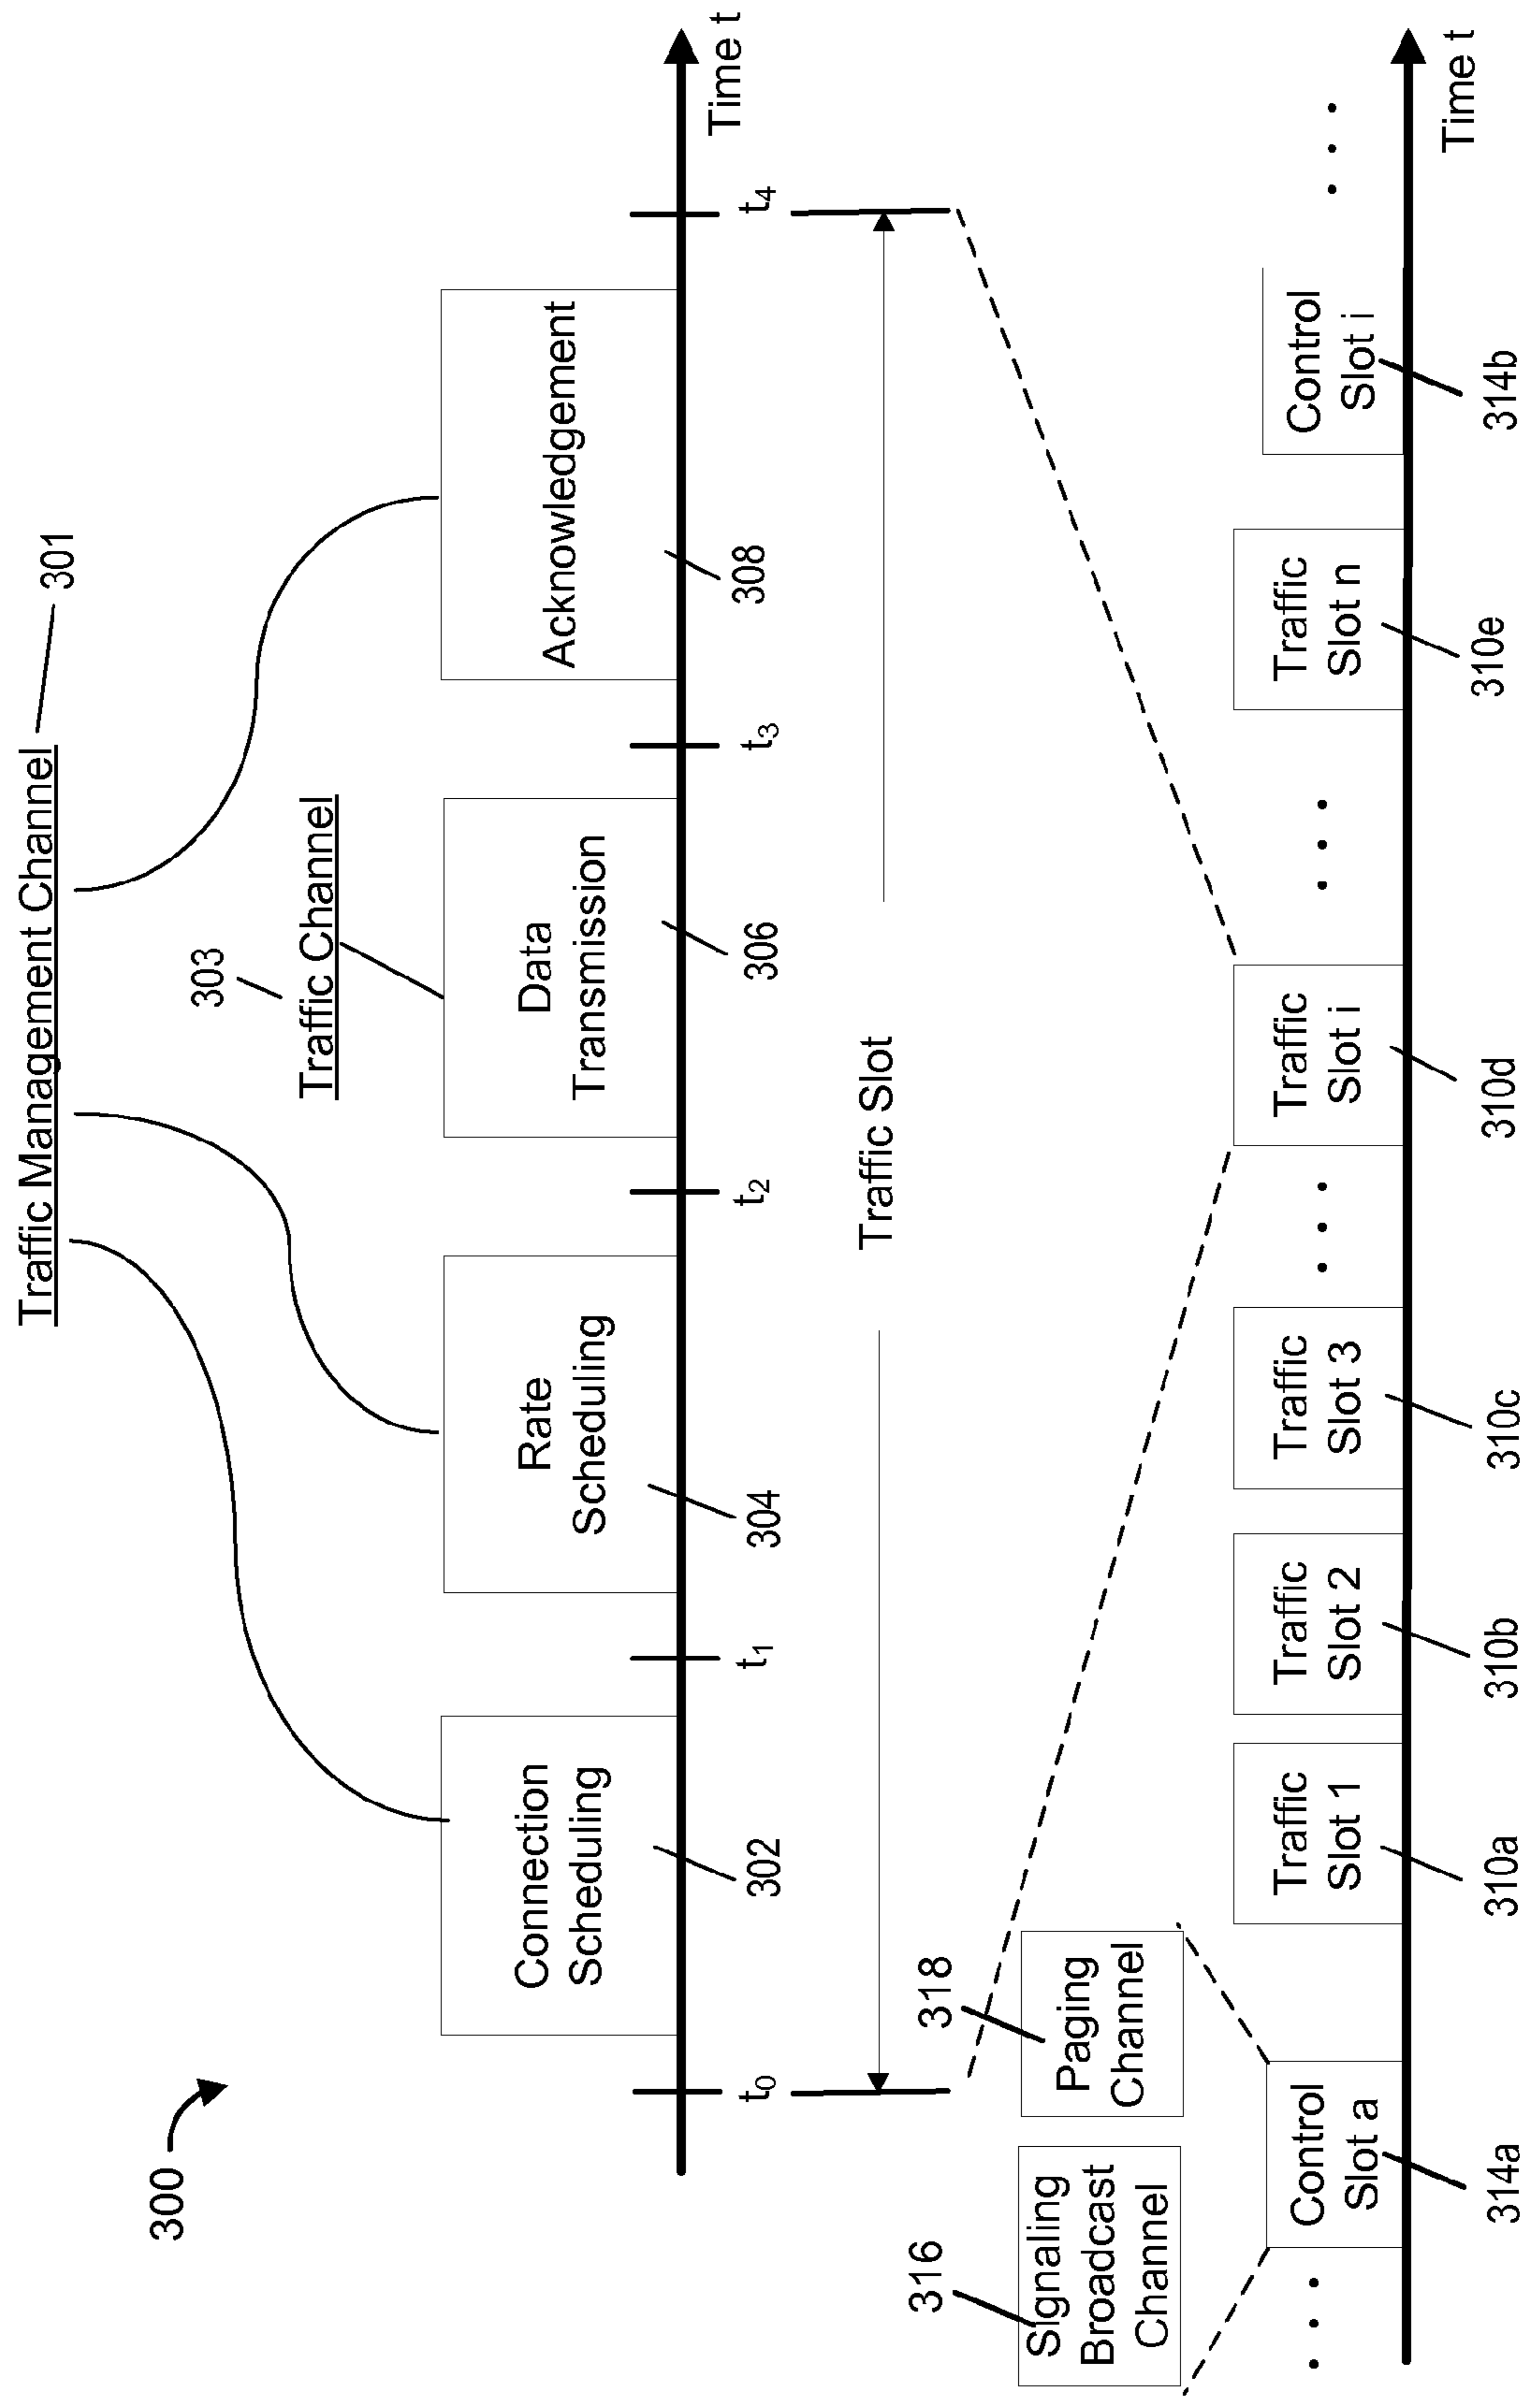 300
Traffic Management Channel
301
303
Traffic Channel
Connection
Scheduling
Rate
Scheduling
Data
Transmission
Acknowledgement
302
304
306
308
t0
t1
t2
t3
t4
Time t
Traffic Slot
316
318
Signaling
Broadcast
Channel
Paging
Channel
Control
Slot a
Traffic
Slot 1
Traffic
Slot 2
Traffic
Slot 3
Traffic
Slot i
Traffic
Slot n
Control
Slot i
314a
310a
310b
310c
310d
310e
314b
Time t